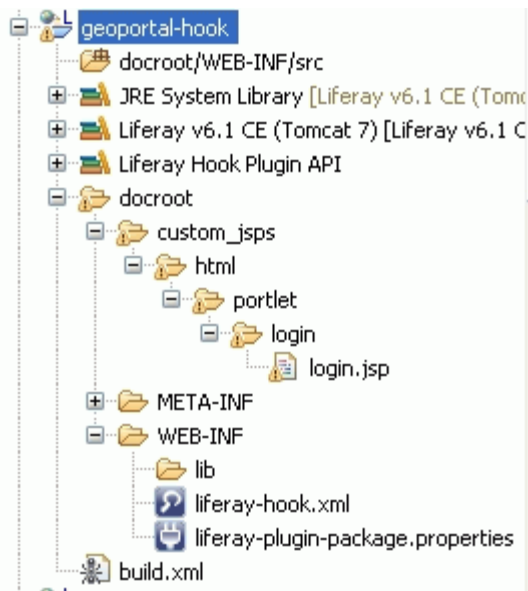 geoportal-hook
docroot/WEB-INF/src
JRE System Library [Liferay v6.1 CE (Tomc
Liferay v6.1 CE (Tomcat 7) [Liferay v6.1 C
Liferay Hook Plugin API
docroot
custom_jsps
html
portlet
login
login.jsp
META-INF
WEB-INF
lib
liferay-hook.xml
liferay-plugin-package.properties
build.xml